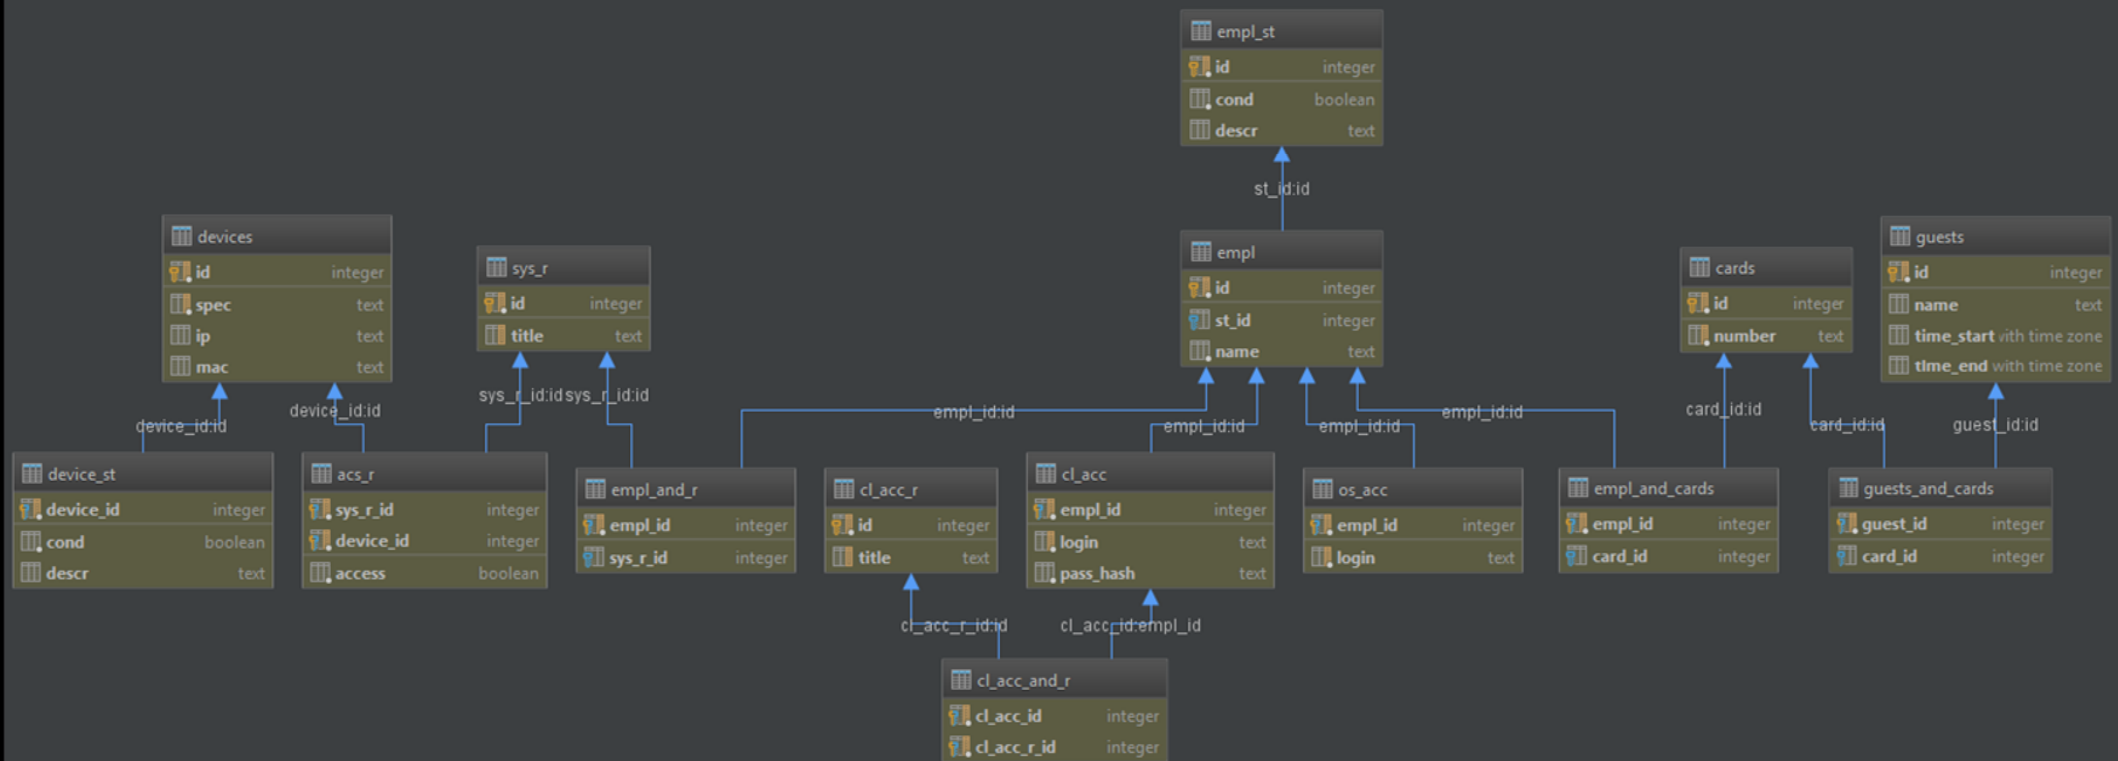 empl_st
id integer
cond boolean
descr text
st_id:id
devices
id integer
spec text
ip text
mac text
sys_r
id integer
title text
empl
id integer
st_id integer
name text
cards
id integer
number text
guests
id integer
name text
time_start with time zone
time_end with time zone
device_id:id
device_id:id
sys_r_id:id
sys_r_id:id
empl_id:id
empl_id:id
empl_id:id
empl_id:id
card_id:id
card_id:id
guest_id:id
device_st
device_id integer
cond boolean
descr text
acs_r
sys_r_id integer
device_id integer
access boolean
empl_and_r
empl_id integer
sys_r_id integer
cl_acc_r
id integer
title text
cl_acc
empl_id integer
login text
pass_hash text
os_acc
empl_id integer
login text
empl_and_cards
empl_id integer
card_id integer
guests_and_cards
guest_id integer
card_id integer
cl_acc_r_id:id
cl_acc_id:empl_id
cl_acc_and_r
cl_acc_id integer
cl_acc_r_id integer